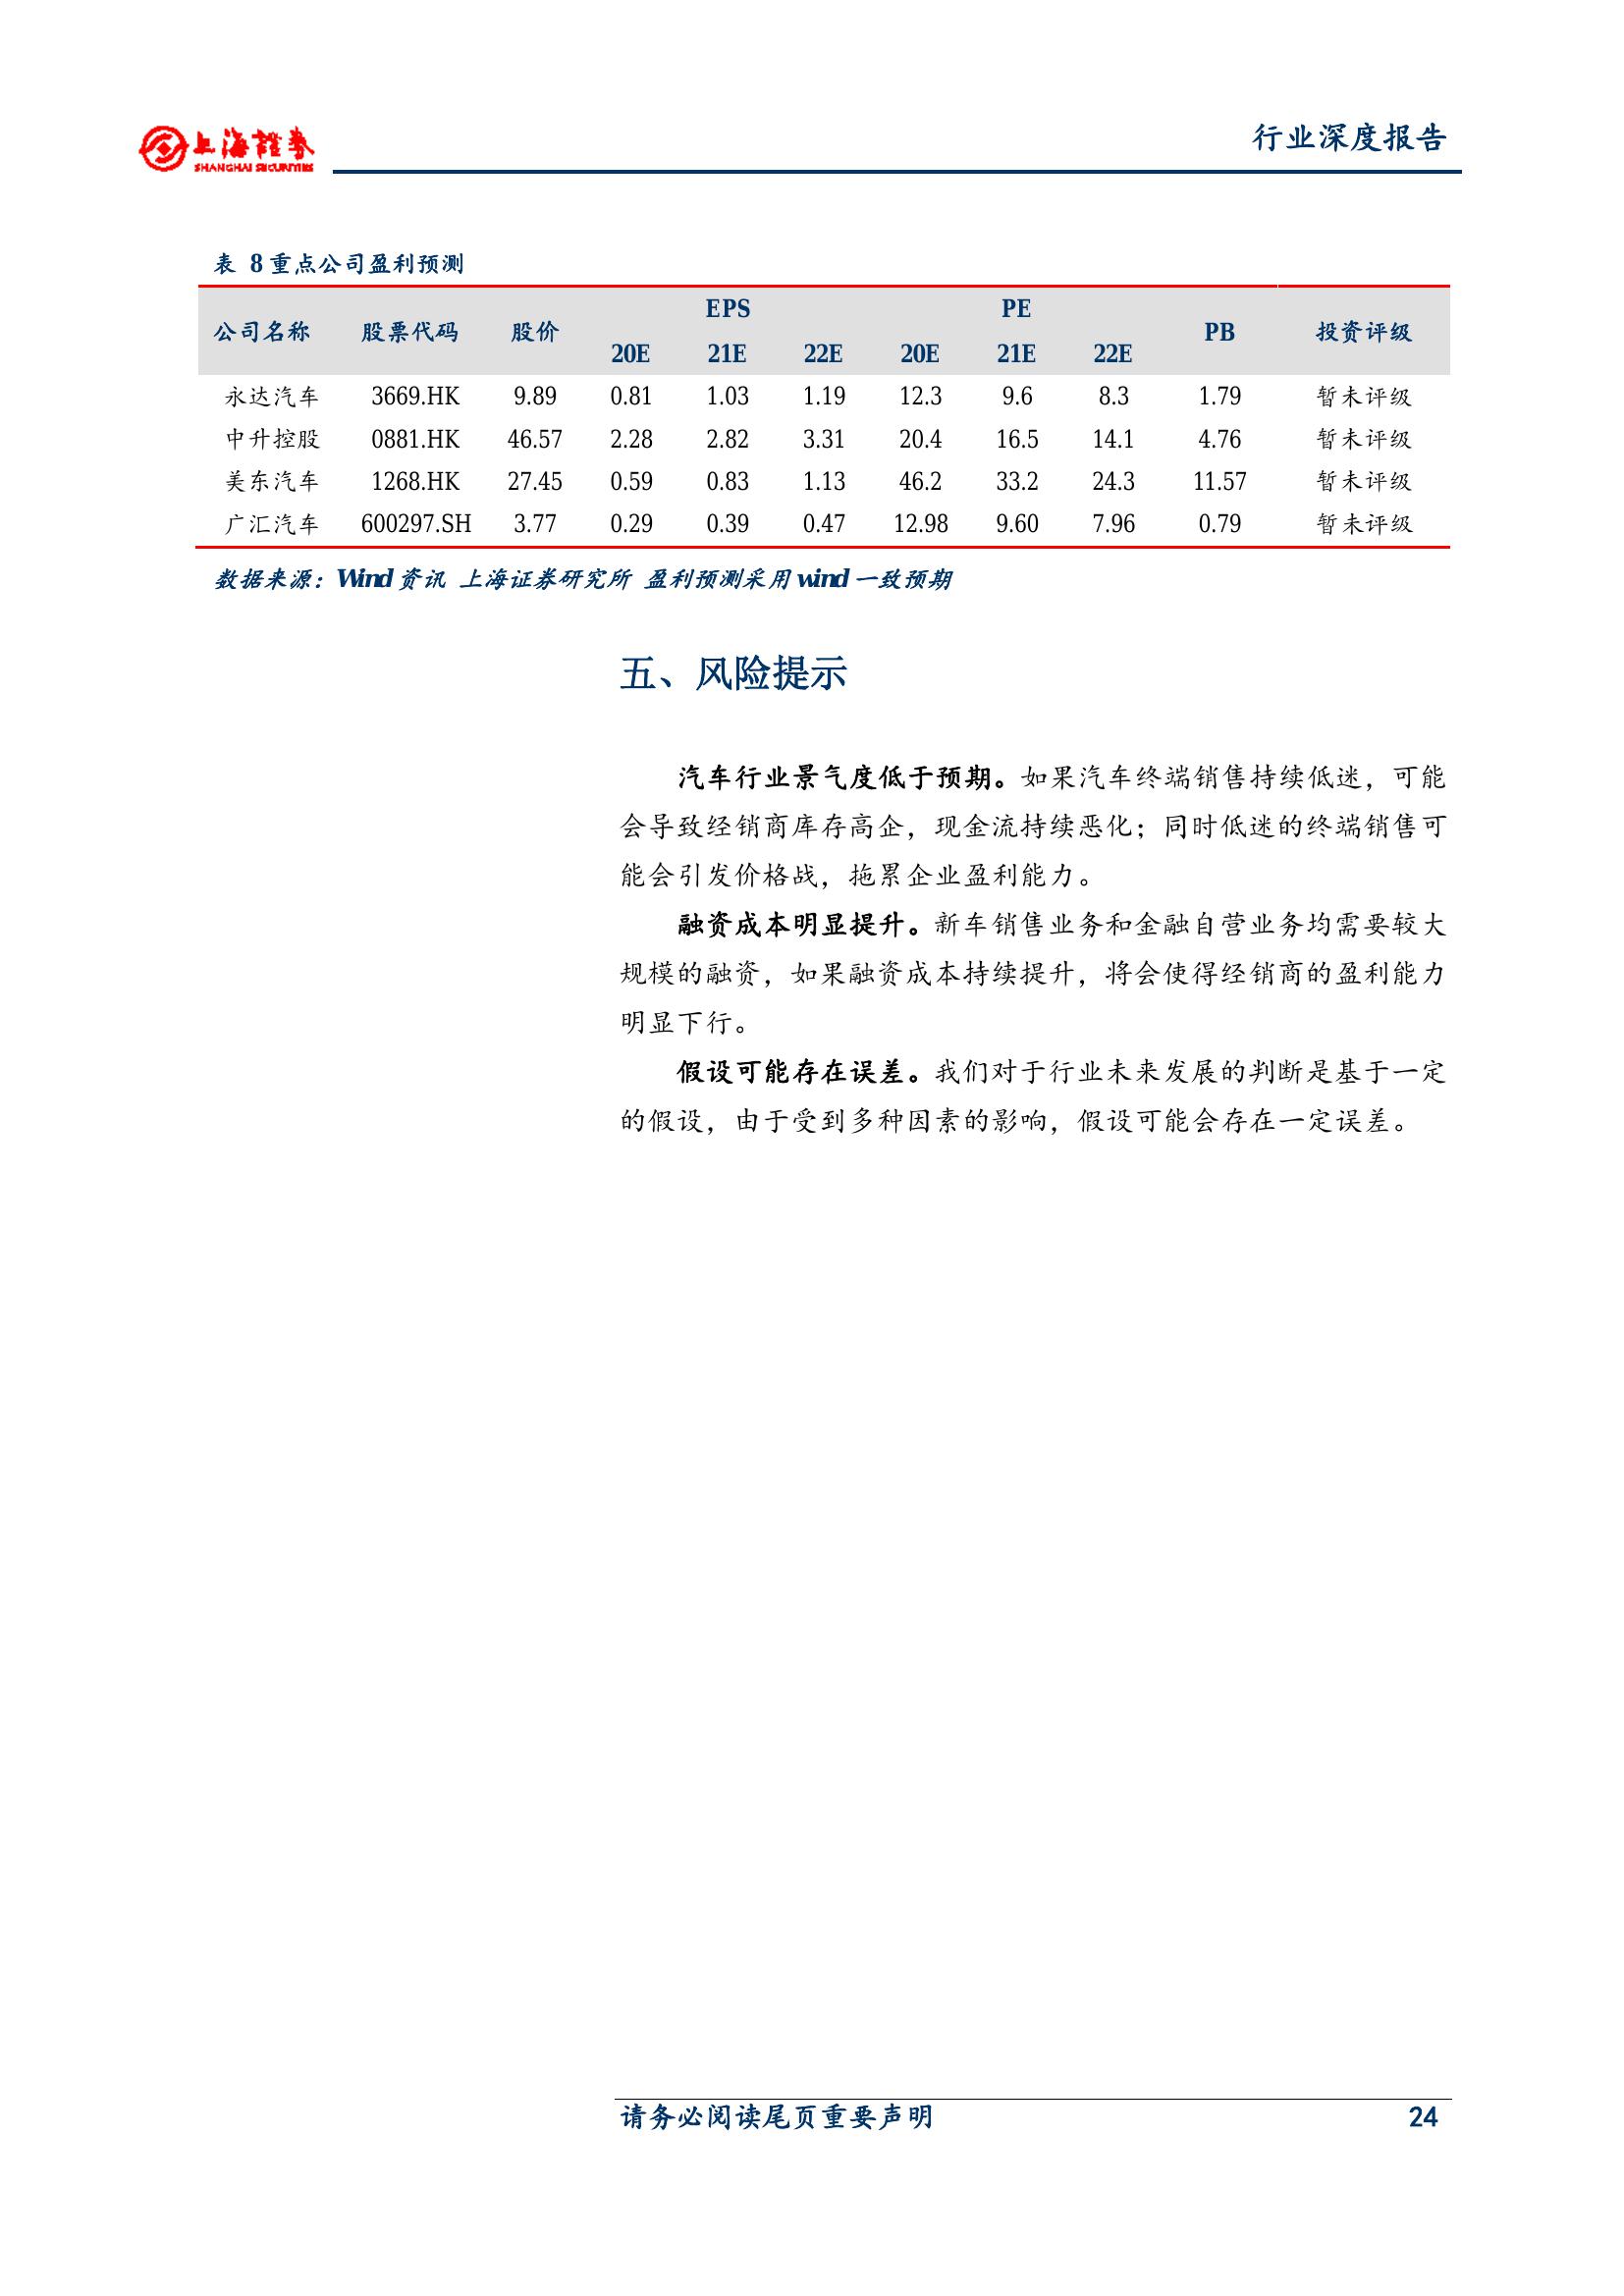 上海證券
SHANGHAI SECURITIES
行业深度报告
表 8 重点公司盈利预测
公司名称 股票代码 股价 EPS PE PB 投资评级
20E 21E 22E 20E 21E 22E
永达汽车 3669.HK 9.89 0.81 1.03 1.19 12.3 9.6 8.3 1.79 暂未评级
中升控股 0881.HK 46.57 2.28 2.82 3.31 20.4 16.5 14.1 4.76 暂未评级
美东汽车 1268.HK 27.45 0.59 0.83 1.13 46.2 33.2 24.3 11.57 暂未评级
广汇汽车 600297.SH 3.77 0.29 0.39 0.47 12.98 9.60 7.96 0.79 暂未评级
数据来源：Wind 资讯 上海证券研究所 盈利预测采用 wind 一致预期
五、风险提示
汽车行业景气度低于预期。如果汽车终端销售持续低迷，可能
会导致经销商库存高企，现金流持续恶化；同时低迷的终端销售可
能会引发价格战，拖累企业盈利能力。
融资成本明显提升。新车销售业务和金融自营业务均需要较大
规模的融资，如果融资成本持续提升，将会使得经销商的盈利能力
明显下行。
假设可能存在误差。我们对于行业未来发展的判断是基于一定
的假设，由于受到多种因素的影响，假设可能会存在一定误差。
请务必阅读尾页重要声明 24